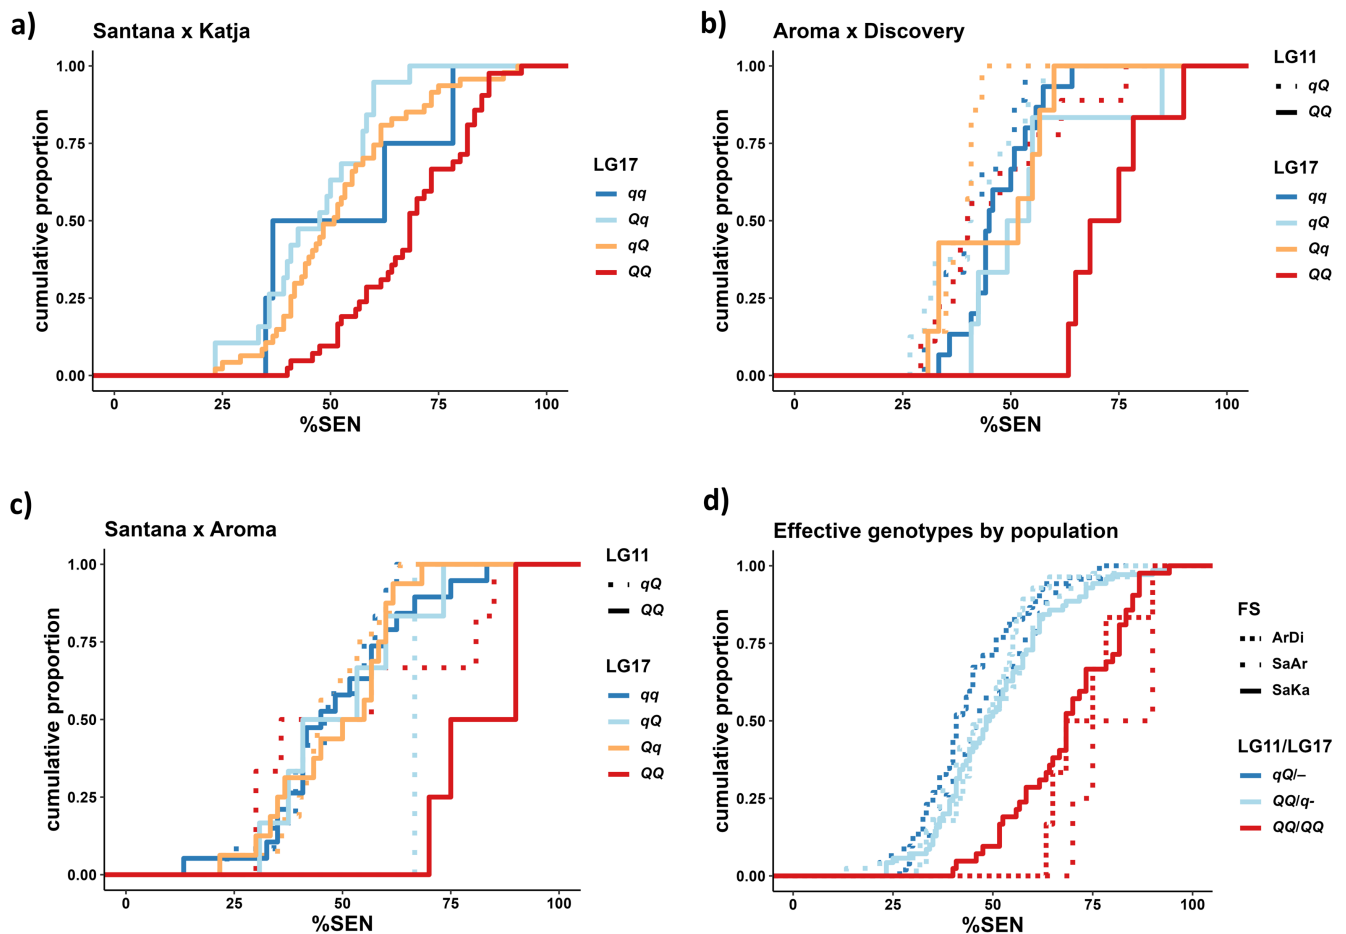 a)
Santana x Katja
cumulative proportion
1.00
0.75
0.50
0.25
0.00
0
25
50
75
100
%SEN
LG17
qq
Qq
qQ
QQ
b)
Aroma x Discovery
cumulative proportion
1.00
0.75
0.50
0.25
0.00
0
25
50
75
100
%SEN
LG11
qQ
QQ
LG17
qq
qQ
Qq
QQ
c)
Santana x Aroma
cumulative proportion
1.00
0.75
0.50
0.25
0.00
0
25
50
75
100
%SEN
LG11
qQ
QQ
LG17
qq
qQ
Qq
QQ
d)
Effective genotypes by population
cumulative proportion
1.00
0.75
0.50
0.25
0.00
0
25
50
75
100
%SEN
FS
ArDi
SaAr
SaKa
LG11/LG17
qQ/–
QQ/q-
QQ/QQ